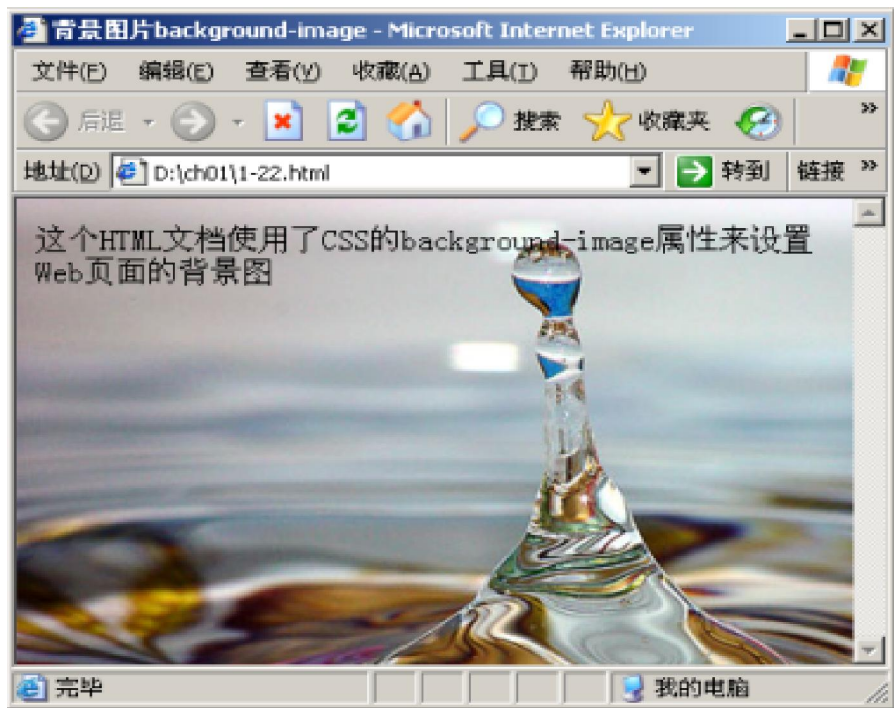 背景图片background-image - Microsoft Internet Explorer
文件(F) 编辑(E) 查看(V) 收藏(A) 工具(T) 帮助(H)
后退 搜索 收藏夹 »
地址(D) D:\ch01\1-22.html 转到 链接 »
这个HTML文档使用了CSS的background-image属性来设置
Web页面的背景图
完毕 我的电脑